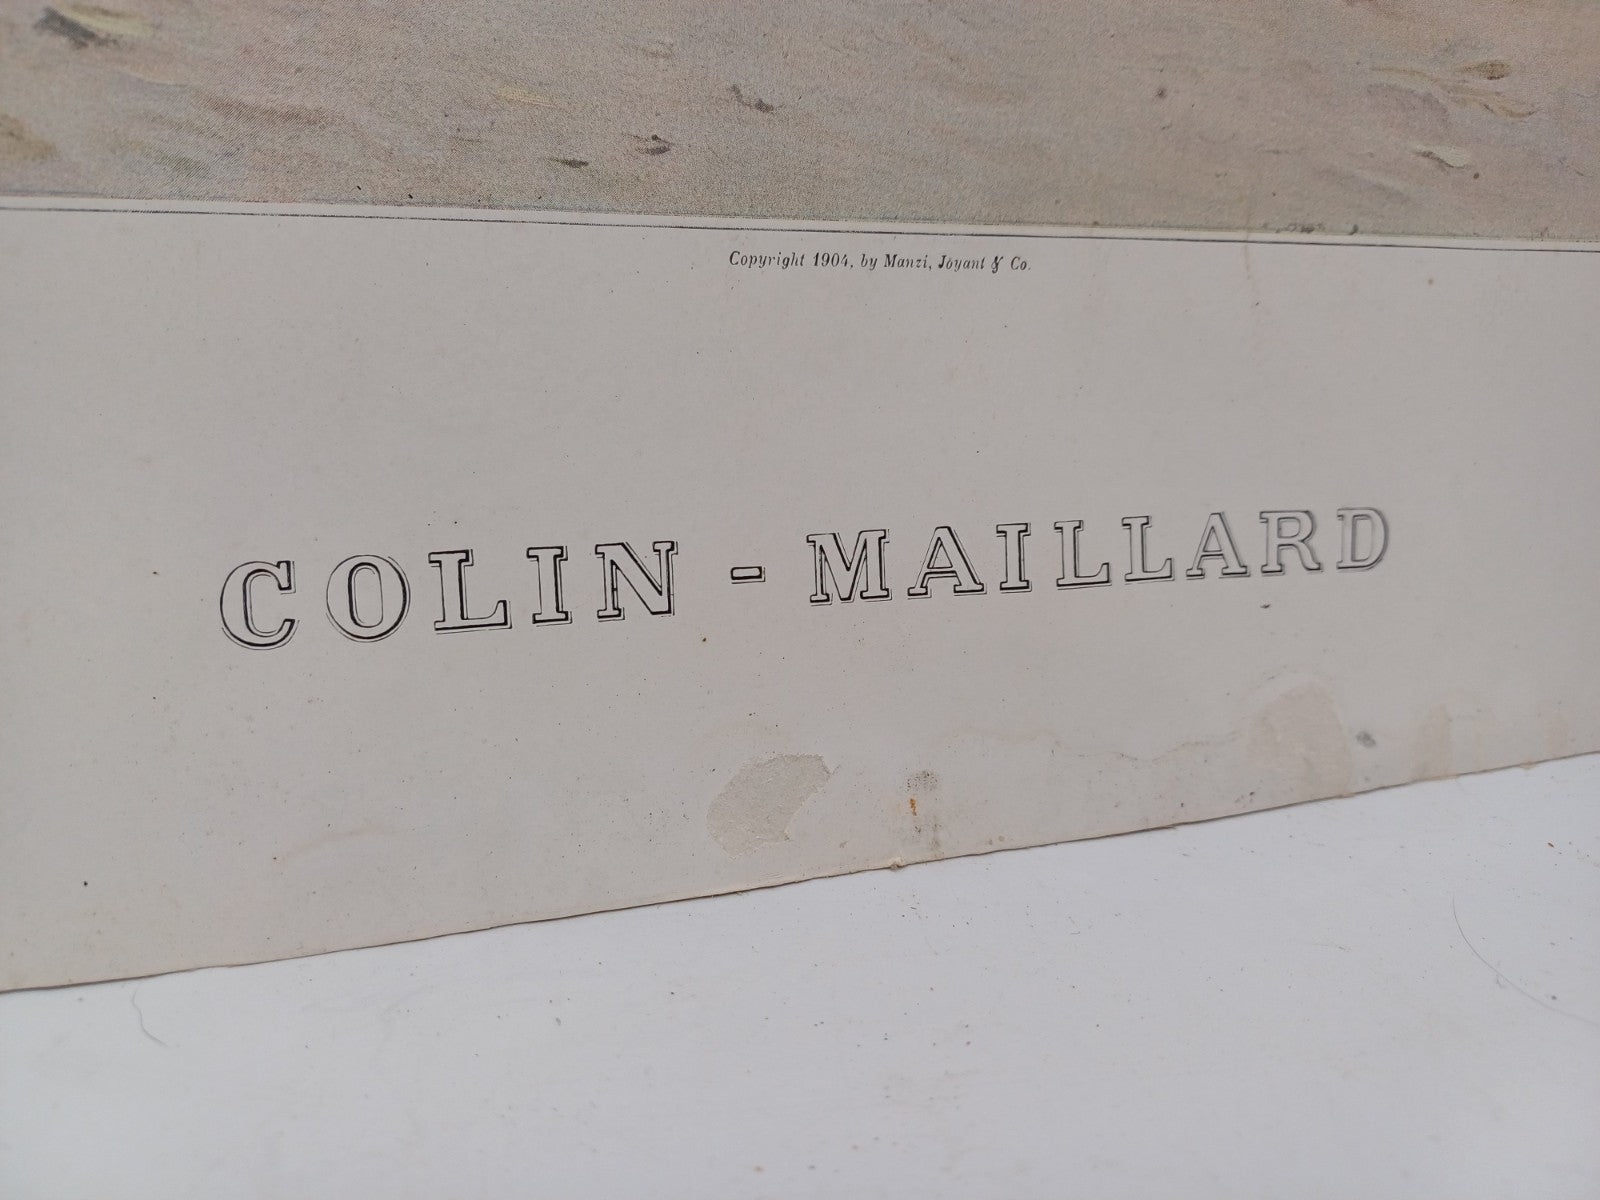 Copyright 1904, by Manzi, Joyant & Co.
COLIN - MAILLARD